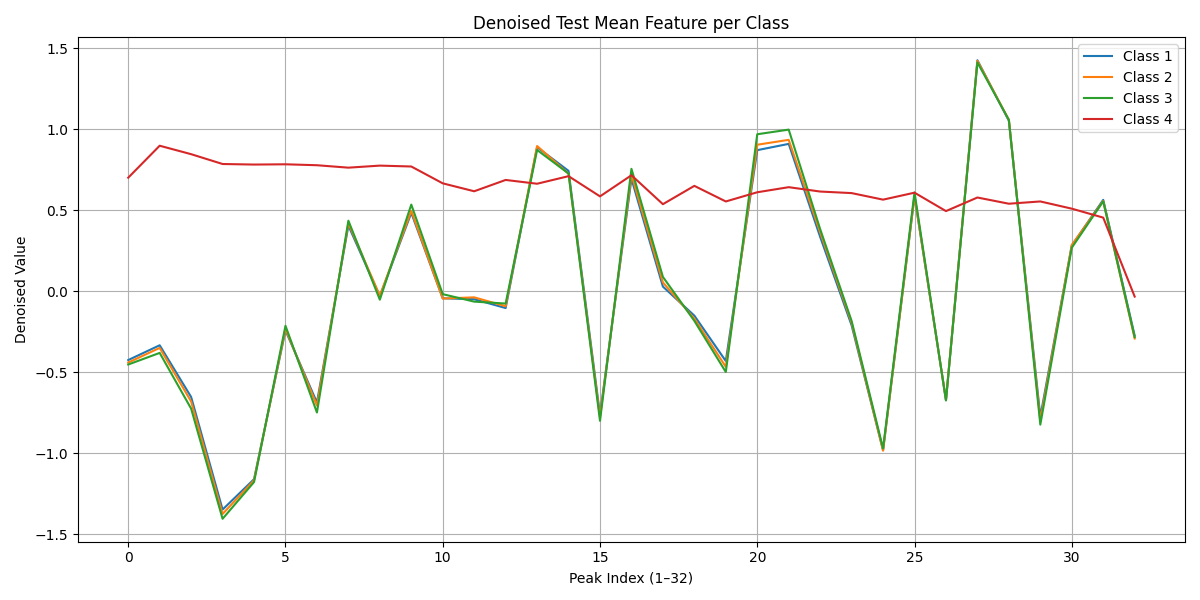 Denoised Test Mean Feature per Class
Class 1
Class 2
Class 3
Class 4
1.5
1.0
0.5
0.0
−0.5
−1.0
−1.5
Denoised Value
0 5 10 15 20 25 30
Peak Index (1–32)